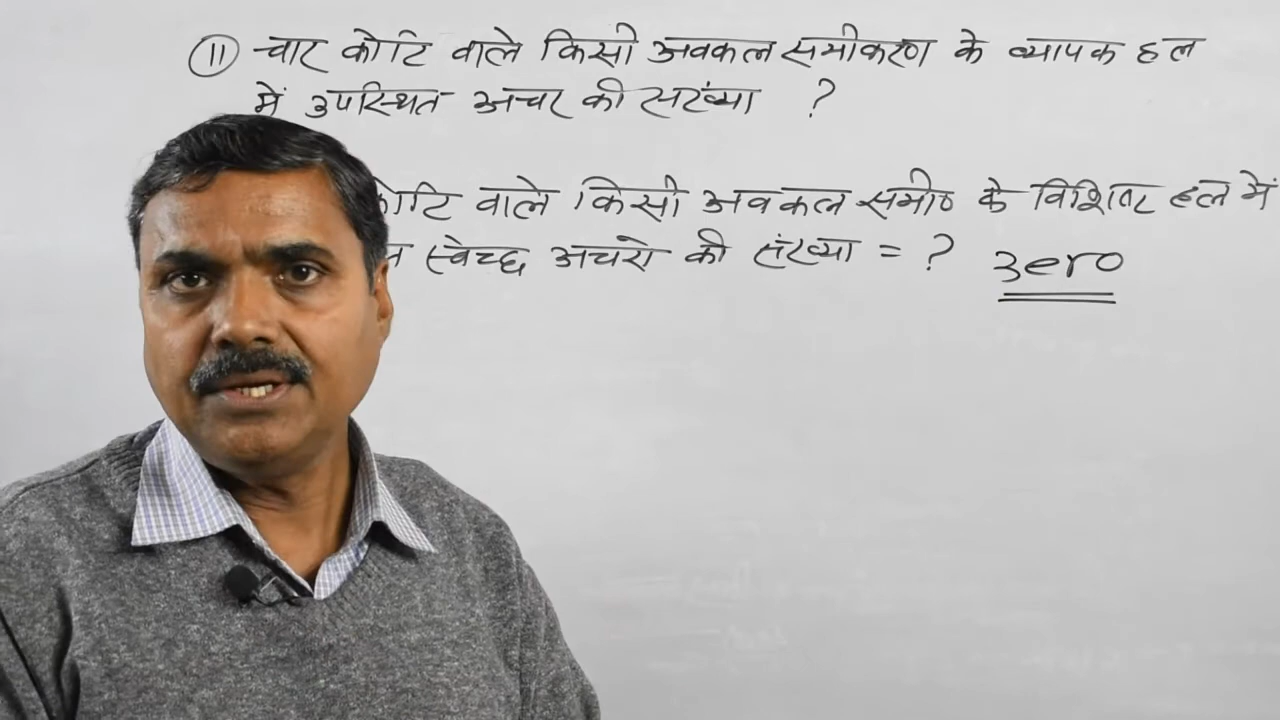 (11) चार कोटि वाले किसी अवकल समीकरण के व्यापक हल
में उपस्थित अचर की संख्या ?
कोटि वाले किसी अवकल समी० के विशिष्ट हल में
स्वेच्छ अचरो की संख्या = ? zero